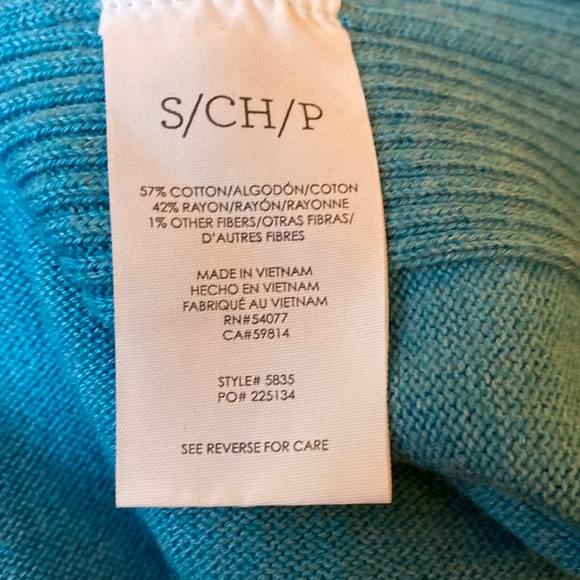 S/CH/P
57% COTTON/ALGODÓN/COTON
42% RAYON/RAYÓN/RAYONNE
1% OTHER FIBERS/OTRAS FIBRAS/
D'AUTRES FIBRES
MADE IN VIETNAM
HECHO EN VIETNAM
FABRIQUÉ AU VIETNAM
RN#54077
CA#59814
STYLE# 5835
PO# 225134
SEE REVERSE FOR CARE